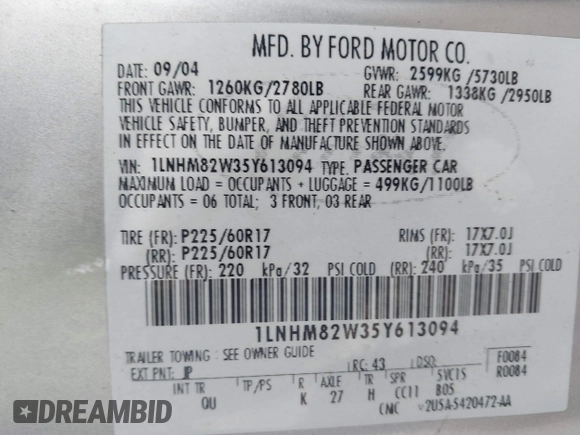 MFD. BY FORD MOTOR CO.
DATE: 09/04 GVWR: 2599KG /5730LB
FRONT GAWR: 1260KG/2780LB REAR GAWR: 1338KG /2950LB
THIS VEHICLE CONFORMS TO ALL APPLICABLE FEDERAL MOTOR
VEHICLE SAFETY, BUMPER, AND THEFT PREVENTION STANDARDS
IN EFFECT ON THE DATE OF MANUFACTURE SHOWN ABOVE.
VIN: 1LNHM82W35Y613094 TYPE: PASSENGER CAR
MAXIMUM LOAD = OCCUPANTS + LUGGAGE = 499KG/1100LB
OCCUPANTS = 06 TOTAL; 3 FRONT, 03 REAR
TIRE (FR): P225/60R17 RIMS (FR): 17X7.0J
(RR): P225/60R17 (RR): 17X7.0J
PRESSURE (FR): 220 kPa/32 PSI COLD (RR): 240 kPa/35 PSI COLD
1LNHM82W35Y613094
TRAILER TOWING: SEE OWNER GUIDE F0084
EXT PNT: JP RC: 43 DSO: R0084
INT TR TP/PS R AXLE TR SPR 5VC15
QU K 27 H CC11 B05
CMC 2U5A-5420472-AA
DREAMBID